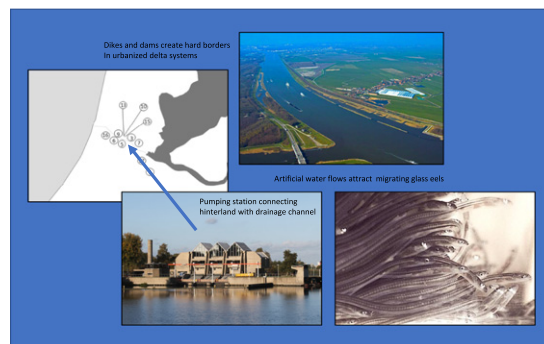 Dikes and dams create hard borders
In urbanized delta systems
Artificial water flows attract migrating glass eels
Pumping station connecting
hinterland with drainage channel